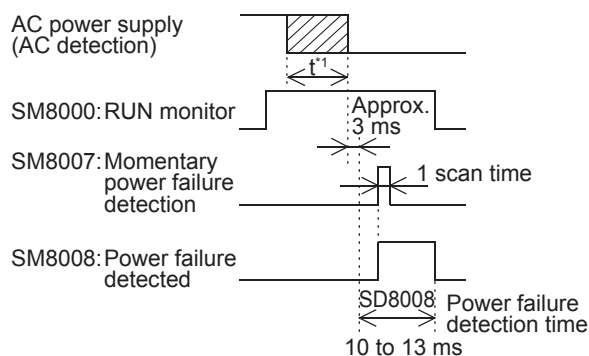 AC power supply
(AC detection)
t*1
SM8000: RUN monitor
Approx.
3 ms
SM8007: Momentary
power failure
detection
1 scan time
SM8008: Power failure
detected
SD8008
Power failure
detection time
10 to 13 ms